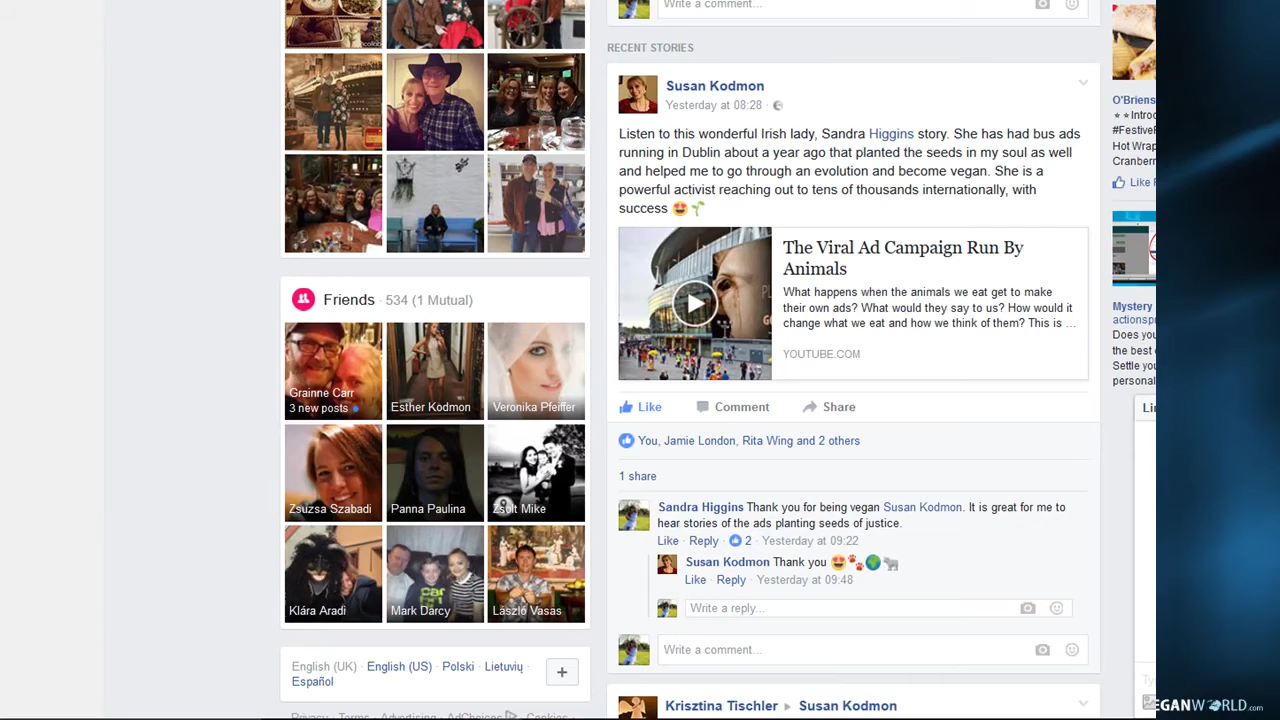 Write a comment...
RECENT STORIES
Susan Kodmon
Yesterday at 08:28 ·
Listen to this wonderful Irish lady, Sandra Higgins story. She has had bus ads
running in Dublin about a year ago that planted the seeds in my soul as well
and helped me to go through an evolution and become vegan. She is a
powerful activist reaching out to tens of thousands internationally, with
success 😍🌱
The Viral Ad Campaign Run By
Animals
What happens when the animals we eat get to make
their own ads? What would they say to us? How would it
change what we eat and how we think of them? This is ...
YOUTUBE.COM
Like Comment Share
You, Jamie London, Rita Wing and 2 others
1 share
Sandra Higgins Thank you for being vegan Susan Kodmon. It is great for me to
hear stories of the ads planting seeds of justice.
Like · Reply · 2 · Yesterday at 09:22
Susan Kodmon Thank you 😍🐾🌍🐏
Like · Reply · Yesterday at 09:48
Write a reply...
Write a comment...
Krisztina Tischler ▸ Susan Kodmon
Friends · 534 (1 Mutual)
Grainne Carr
3 new posts
Esther Kodmon
Veronika Pfeiffer
Zsuzsa Szabadi
Panna Paulina
Zsolt Mike
Klára Aradi
Mark Darcy
László Vasas
English (UK) · English (US) · Polski · Lietuvių ·
Español
+
Privacy · Terms · Advertising · AdChoices · Cookies ·
O'Briens
Introd
#FestiveF
Hot Wrap
Cranberr
Like P
Mystery
actionspr
Does you
the best o
Settle you
personal
Lin
Ty
EGANWORLD.com